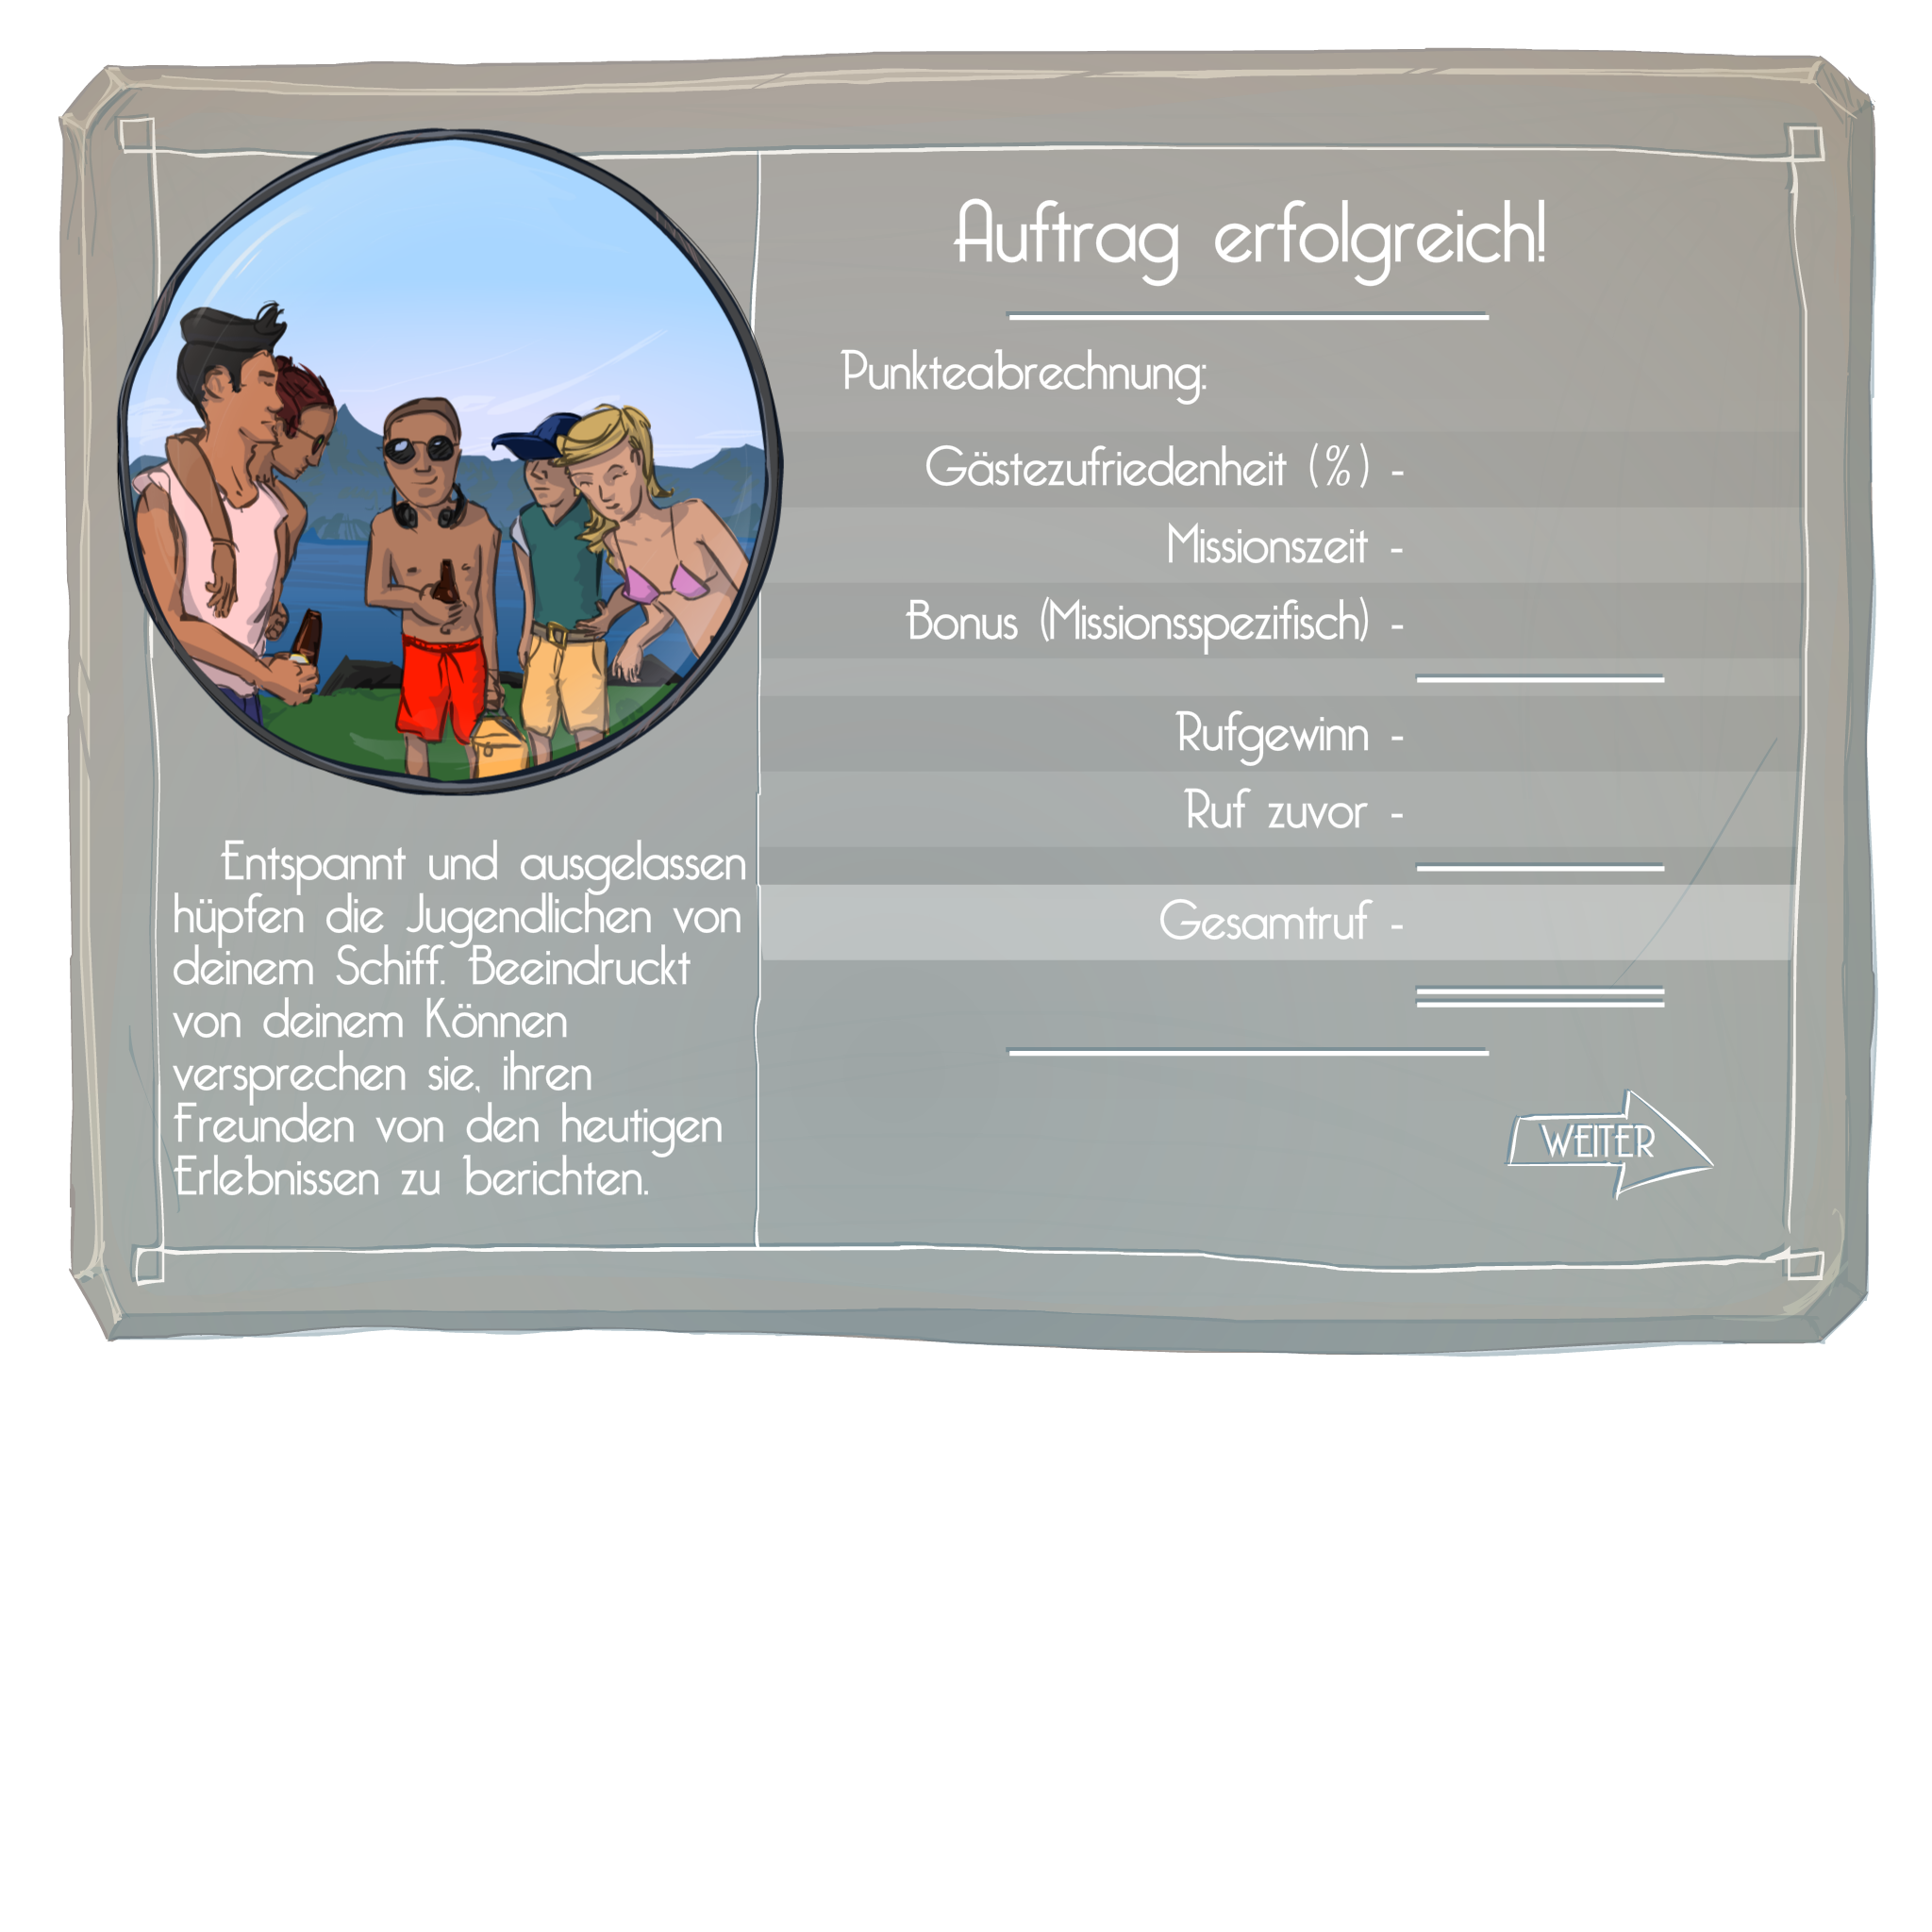 Auftrag erfolgreich!
Punkteabrechnung:
Gästezufriedenheit (%) -
Missionszeit -
Bonus (Missionsspezifisch) -
Rufgewinn -
Ruf zuvor -
Gesamtruf -
Entspannt und ausgelassen
hüpfen die Jugendlichen von
deinem Schiff. Beeindruckt
von deinem Können
versprechen sie, ihren
Freunden von den heutigen
Erlebnissen zu berichten.
WEITER